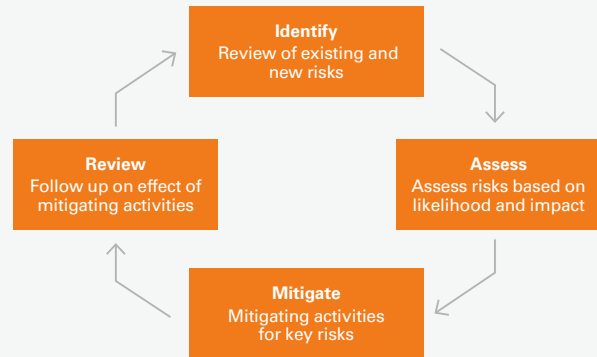 Identify
Review of existing and
new risks
Review
Follow up on effect of
mitigating activities
Assess
Assess risks based on
likelihood and impact
Mitigate
Mitigating activities
for key risks